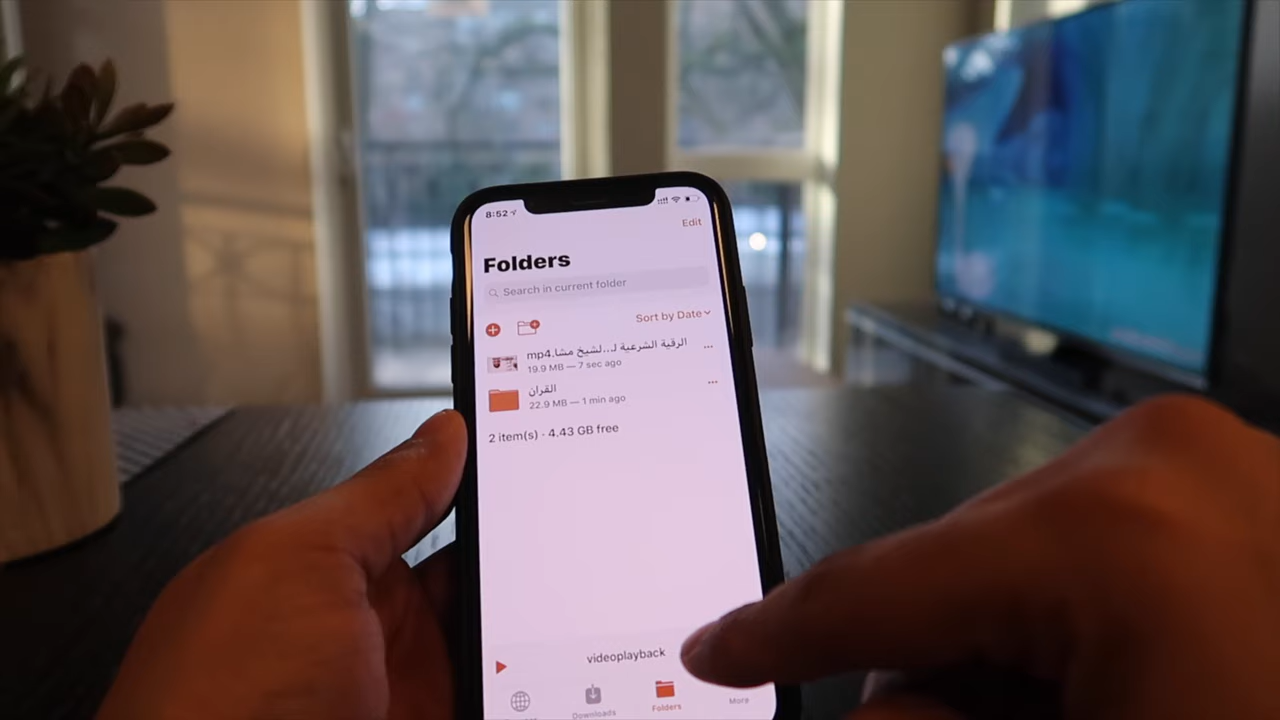 8:52
Edit
Folders
Search in current folder
Sort by Date
الرقية الشرعية لـ...لشيخ مشا.mp4
19.9 MB — 7 sec ago
القران
22.9 MB — 1 min ago
2 item(s) · 4.43 GB free
videoplayback
Downloads
Folders
More